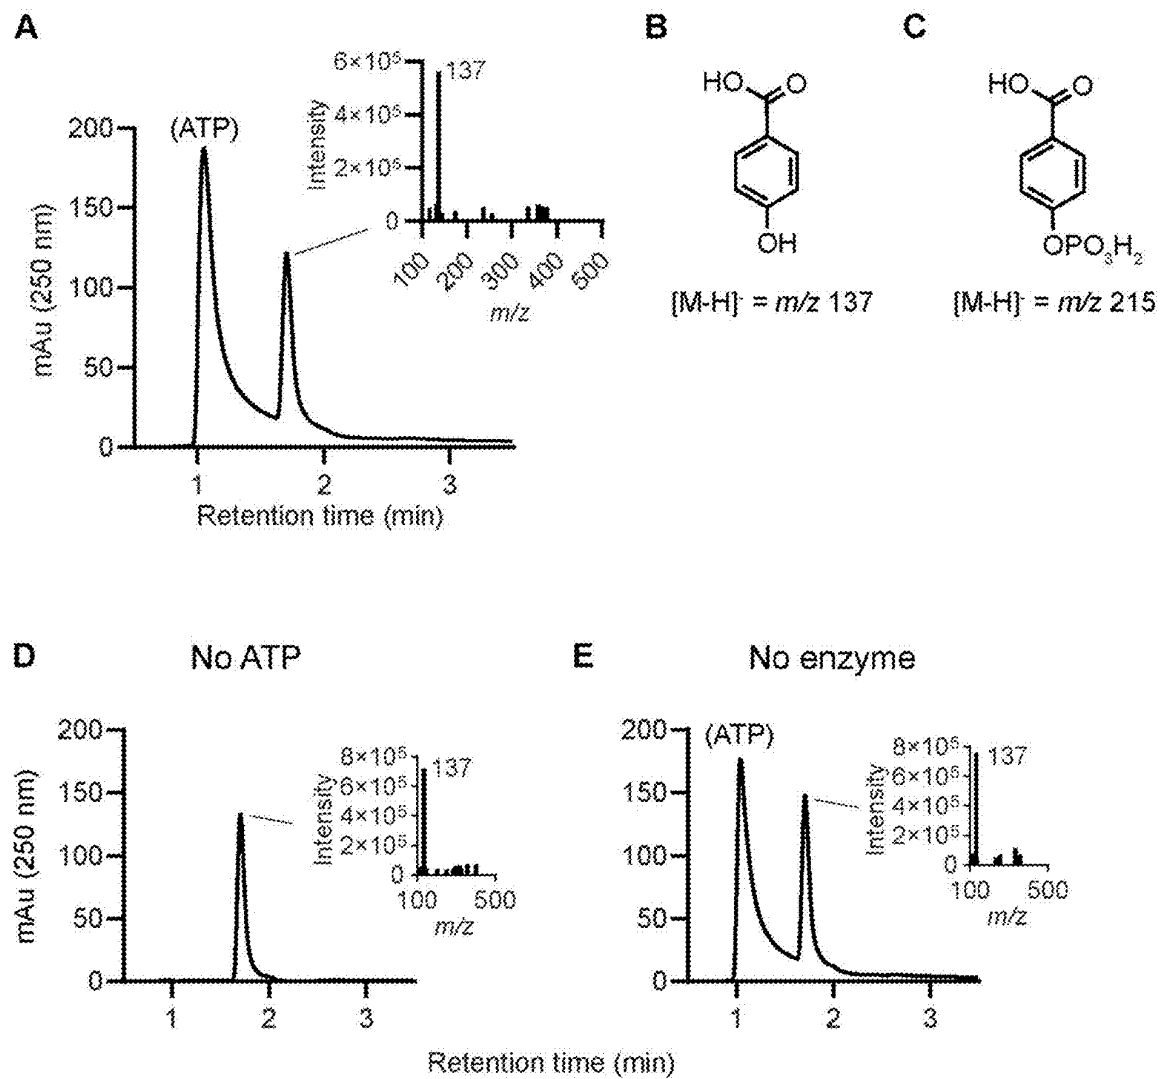 A
B
C
6×10⁵
137
4×10⁵
2×10⁵
0
Intensity
100
200
300
400
500
m/z
(ATP)
200
150
100
50
0
mAu (250 nm)
1
2
3
Retention time (min)
HO
O
OH
[M-H]⁻ = m/z 137
HO
O
OPO₃H₂
[M-H]⁻ = m/z 215
D
No ATP
E
No enzyme
200
150
100
50
0
mAu (250 nm)
8×10⁵
137
6×10⁵
4×10⁵
2×10⁵
0
Intensity
100
500
m/z
1
2
3
(ATP)
200
150
100
50
0
8×10⁵
137
6×10⁵
4×10⁵
2×10⁵
0
Intensity
100
500
m/z
1
2
3
Retention time (min)